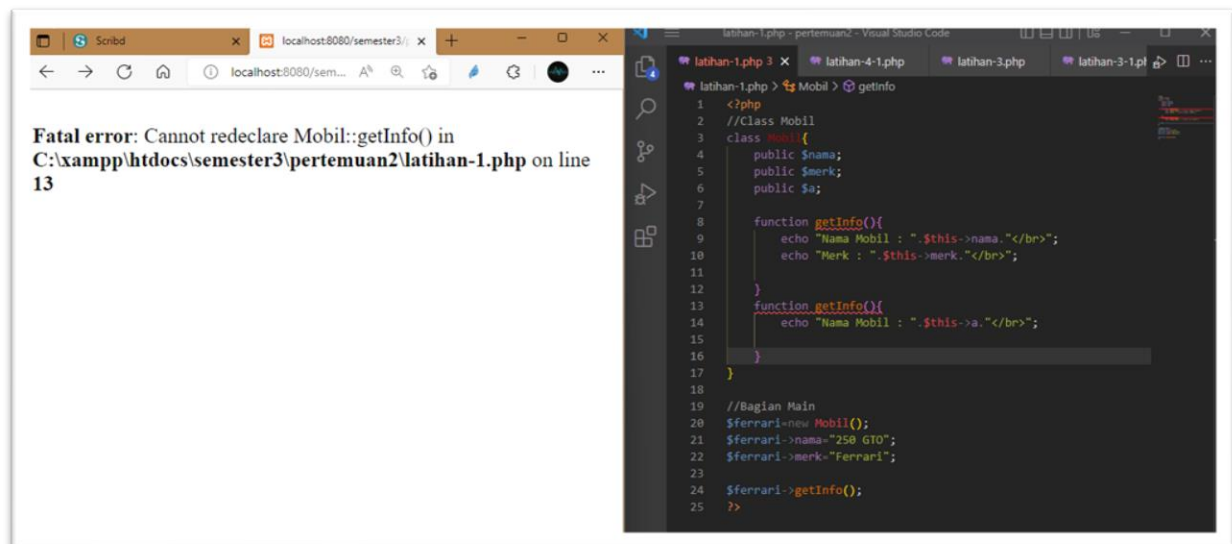 Scribd
localhost:8080/semester3/
localhost:8080/sem...
Fatal error: Cannot redeclare Mobil::getInfo() in
C:\xampp\htdocs\semester3\pertemuan2\latihan-1.php on line
13
latihan-1.php - pertemuan2 - Visual Studio Code
latihan-1.php 3
latihan-4-1.php
latihan-3.php
latihan-3-1.ph
latihan-1.php > Mobil > getInfo
4
1 <?php
2 //Class Mobil
3 class Mobil{
4 public $nama;
5 public $merk;
6 public $a;
7
8 function getInfo(){
9 echo "Nama Mobil : ".$this->nama."</br>";
10 echo "Merk : ".$this->merk."</br>";
11
12 }
13 function getInfo(){
14 echo "Nama Mobil : ".$this->a."</br>";
15
16 }
17 }
18
19 //Bagian Main
20 $ferrari=new Mobil();
21 $ferrari->nama="250 GTO";
22 $ferrari->merk="Ferrari";
23
24 $ferrari->getInfo();
25 ?>